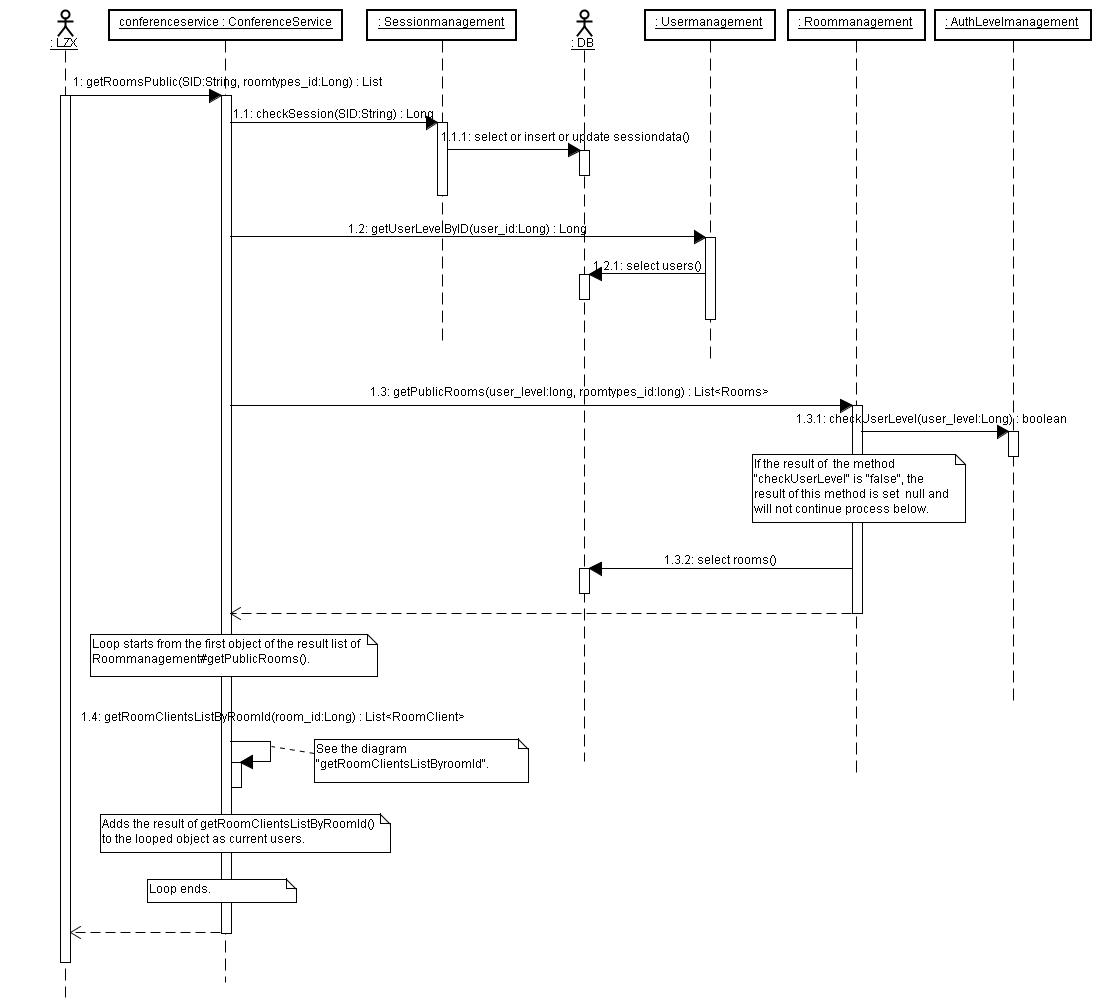 conferenceservice : ConferenceService
: Sessionmanagement
: Usermanagement
: Roommanagement
: AuthLevelmanagement
: LZX
: DB
1: getRoomsPublic(SID:String, roomtypes_id:Long) : List
1.1: checkSession(SID:String) : Long
1.1.1: select or insert or update sessiondata()
1.2: getUserLevelByID(user_id:Long) : Long
1.2.1: select users()
1.3: getPublicRooms(user_level:long, roomtypes_id:long) : List<Rooms>
1.3.1: checkUserLevel(user_level:Long) : boolean
If the result of the method
"checkUserLevel" is "false", the
result of this method is set null and
will not continue process below.
1.3.2: select rooms()
Loop starts from the first object of the result list of
Roommanagement#getPublicRooms().
1.4: getRoomClientsListByRoomId(room_id:Long) : List<RoomClient>
See the diagram
"getRoomClientsListByroomId".
Adds the result of getRoomClientsListByRoomId()
to the looped object as current users.
Loop ends.